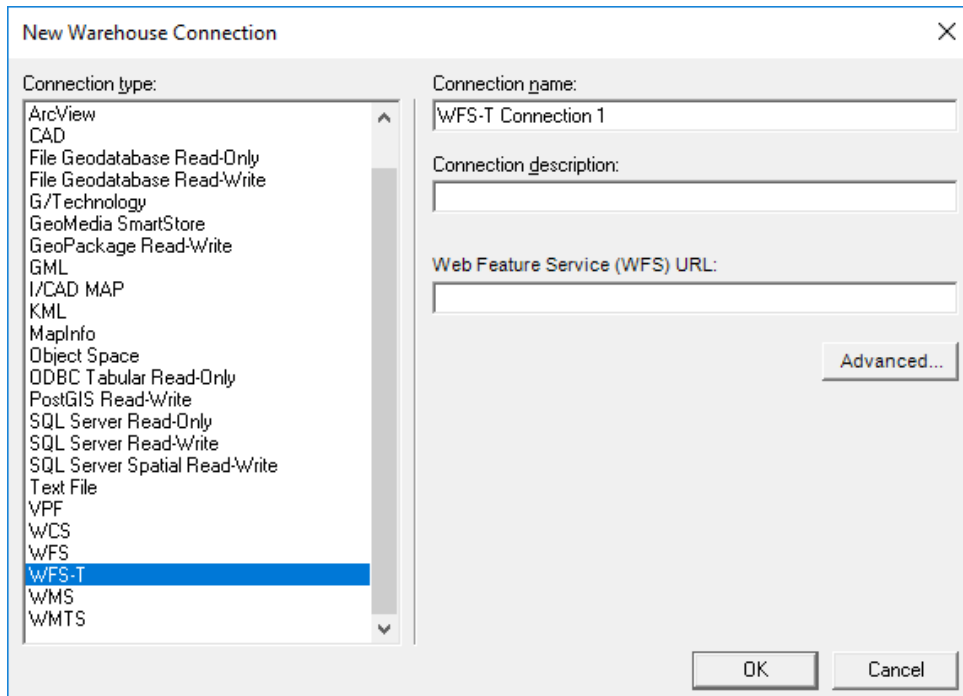 New Warehouse Connection
Connection type:
ArcView
CAD
File Geodatabase Read-Only
File Geodatabase Read-Write
G/Technology
GeoMedia SmartStore
GeoPackage Read-Write
GML
I/CAD MAP
KML
MapInfo
Object Space
ODBC Tabular Read-Only
PostGIS Read-Write
SQL Server Read-Only
SQL Server Read-Write
SQL Server Spatial Read-Write
Text File
VPF
WCS
WFS
WFS-T
WMS
WMTS
Connection name:
WFS-T Connection 1
Connection description:
Web Feature Service (WFS) URL:
Advanced...
OK
Cancel